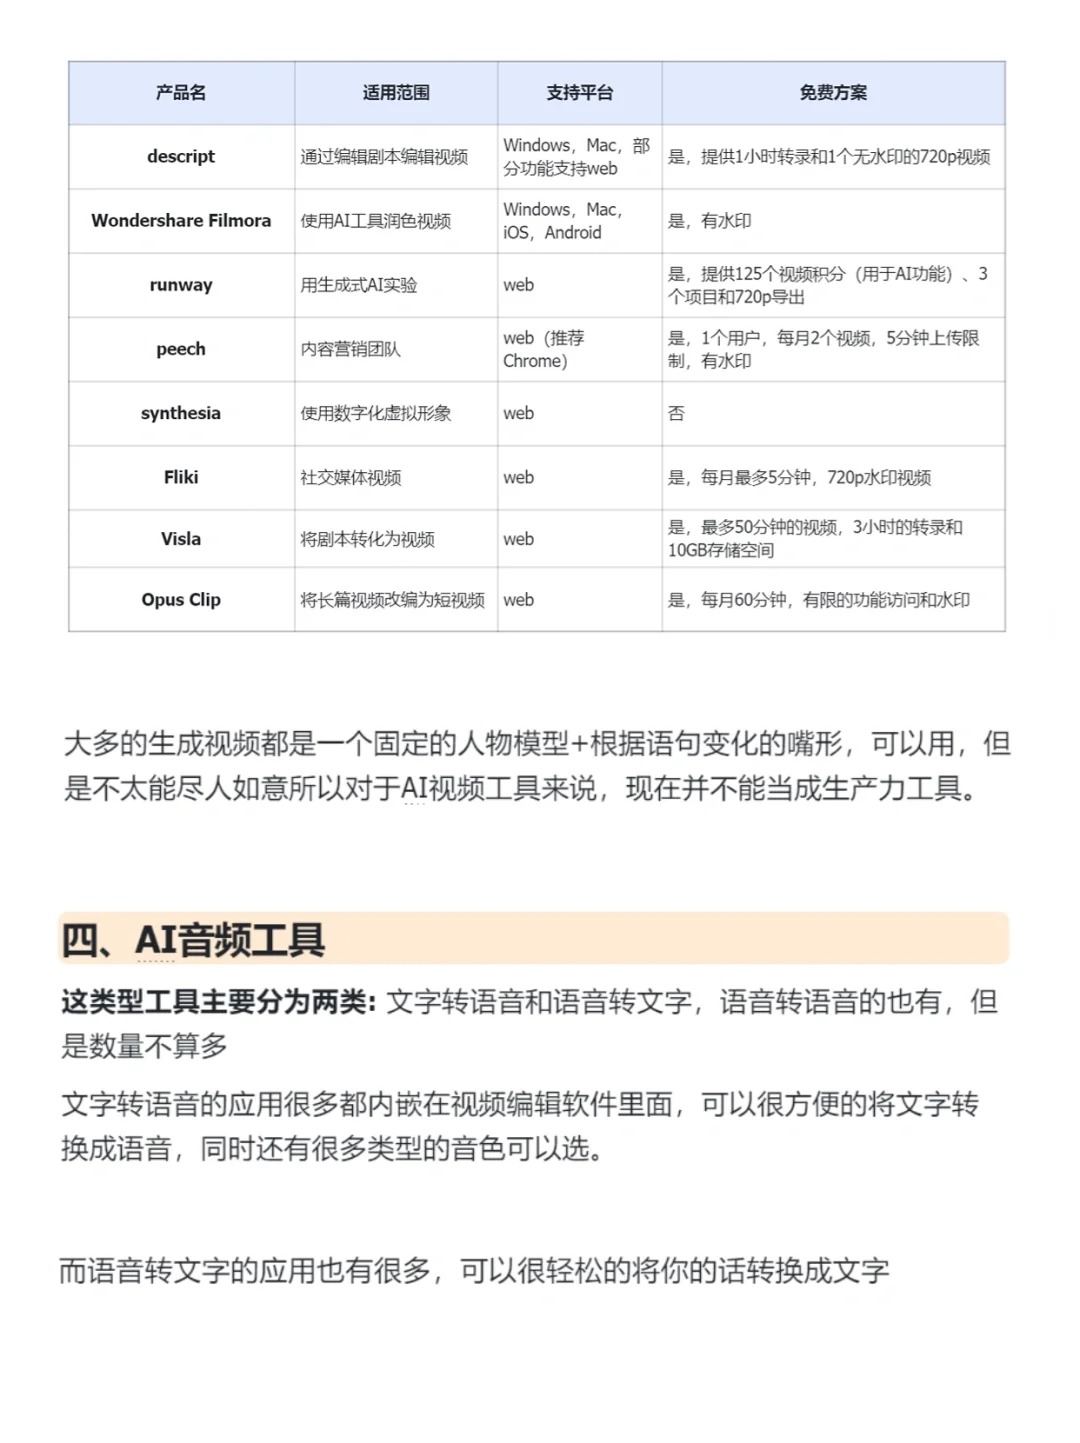 产品名 适用范围 支持平台 免费方案
descript 通过编辑剧本编辑视频 Windows，Mac，部分功能支持web 是，提供1小时转录和1个无水印的720p视频
Wondershare Filmora 使用AI工具润色视频 Windows，Mac，iOS，Android 是，有水印
runway 用生成式AI实验 web 是，提供125个视频积分（用于AI功能）、3个项目和720p导出
peech 内容营销团队 web（推荐Chrome） 是，1个用户，每月2个视频，5分钟上传限制，有水印
synthesia 使用数字化虚拟形象 web 否
Fliki 社交媒体视频 web 是，每月最多5分钟，720p水印视频
Visla 将剧本转化为视频 web 是，最多50分钟的视频，3小时的转录和10GB存储空间
Opus Clip 将长篇视频改编为短视频 web 是，每月60分钟，有限的功能访问和水印
大多的生成视频都是一个固定的人物模型+根据语句变化的嘴形，可以用，但
是不太能尽人如意所以对于AI视频工具来说，现在并不能当成生产力工具。
四、AI音频工具
这类型工具主要分为两类: 文字转语音和语音转文字，语音转语音的也有，但
是数量不算多
文字转语音的应用很多都内嵌在视频编辑软件里面，可以很方便的将文字转
换成语音，同时还有很多类型的音色可以选。
而语音转文字的应用也有很多，可以很轻松的将你的话转换成文字